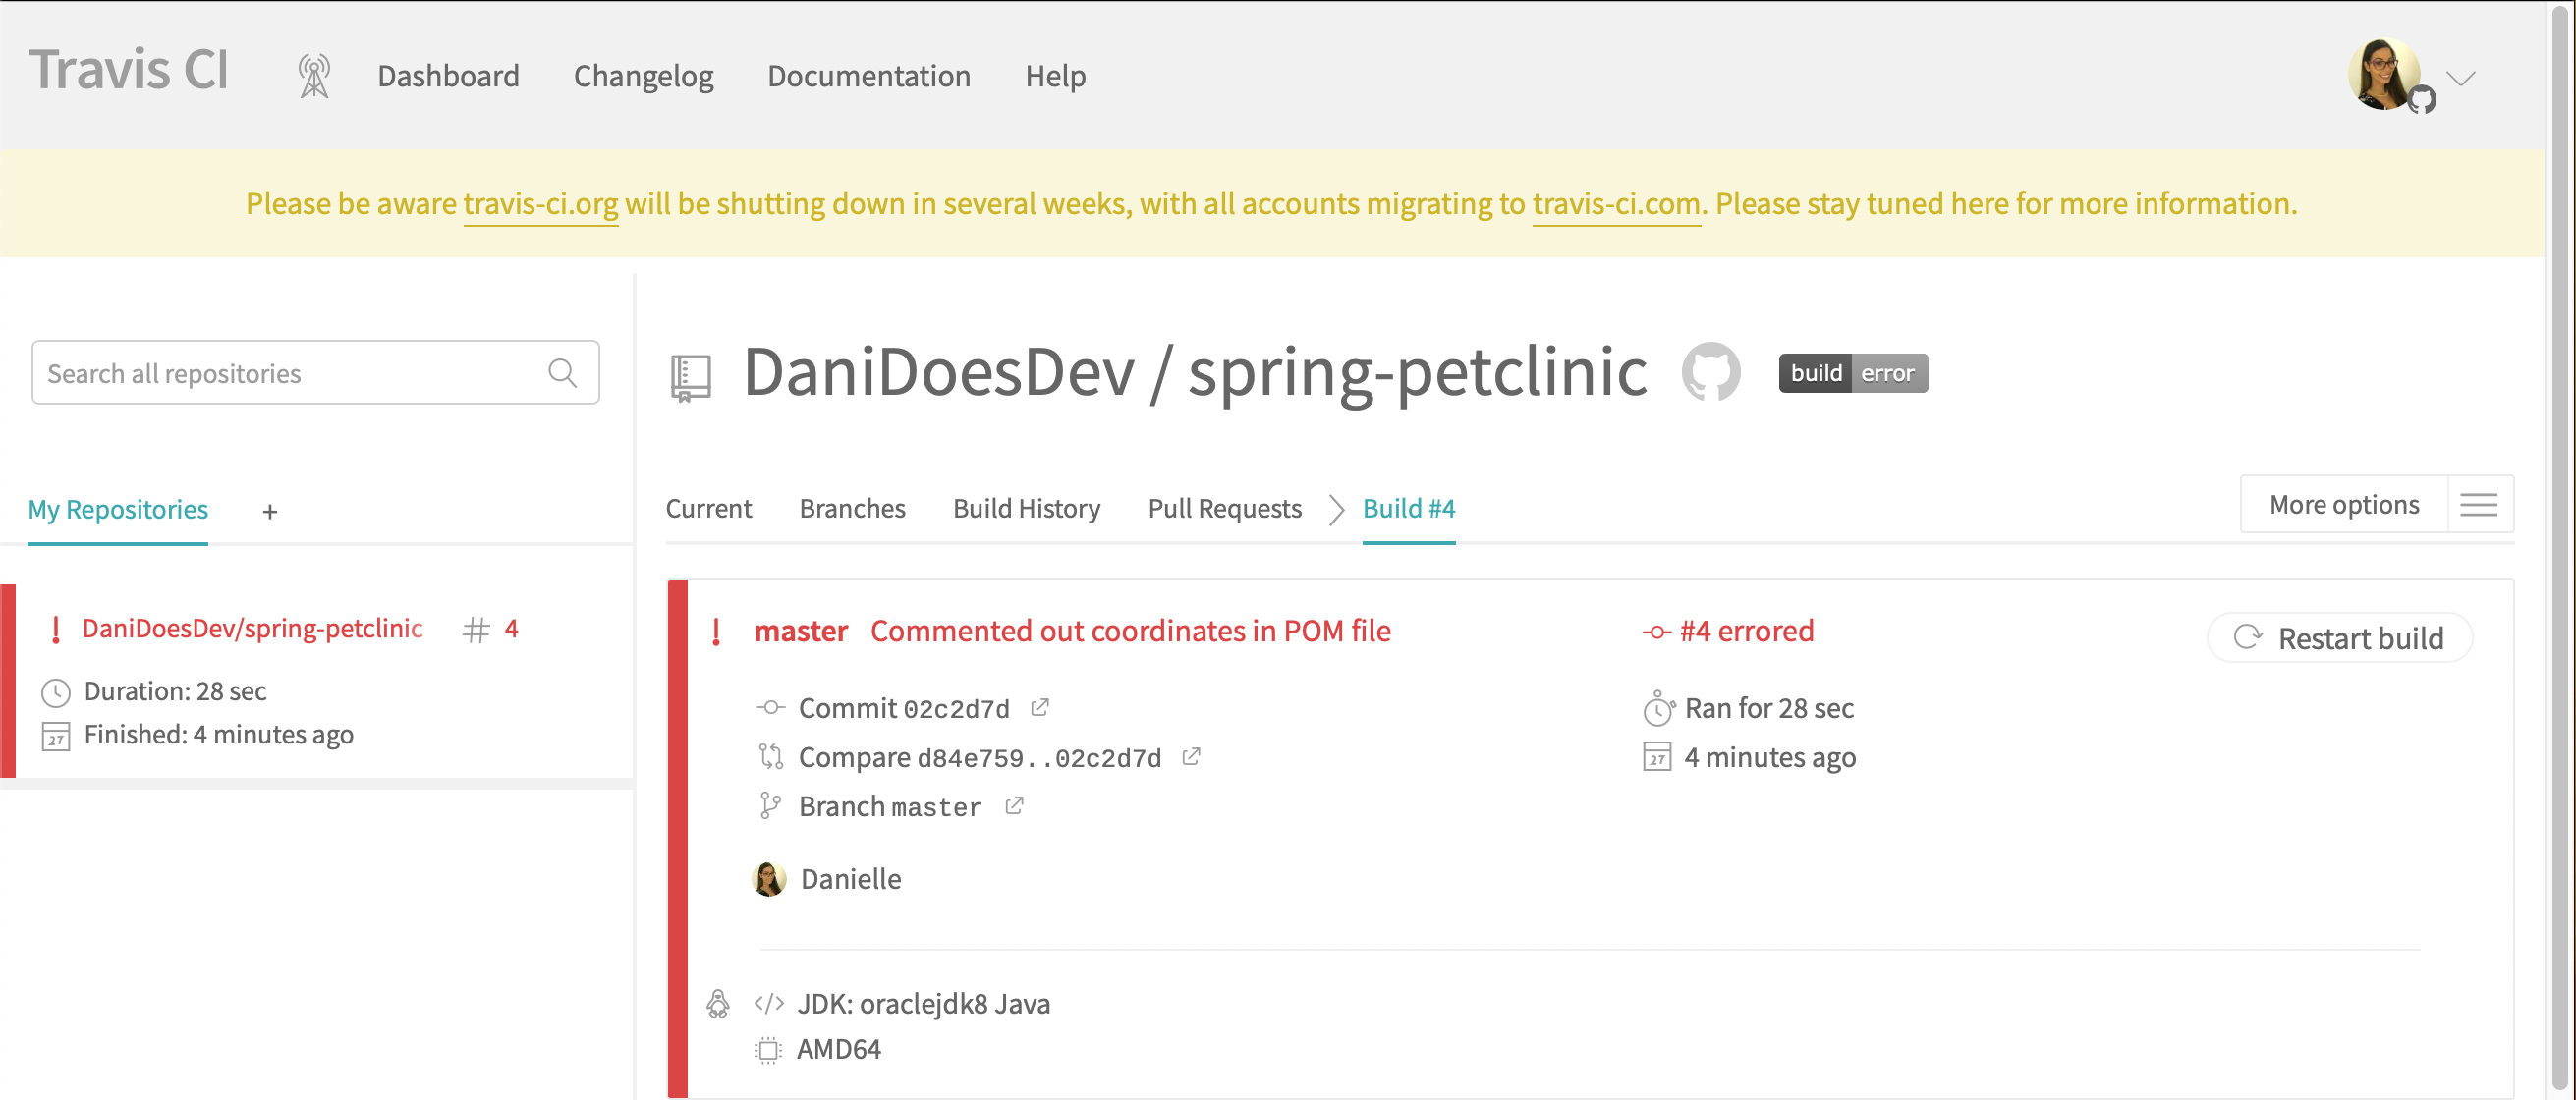 Travis CI
Dashboard
Changelog
Documentation
Help
Please be aware travis-ci.org will be shutting down in several weeks, with all accounts migrating to travis-ci.com. Please stay tuned here for more information.
Search all repositories
My Repositories +
DaniDoesDev/spring-petclinic # 4
Duration: 28 sec
27 Finished: 4 minutes ago
DaniDoesDev / spring-petclinic
build error
Current
Branches
Build History
Pull Requests
Build #4
More options
! master Commented out coordinates in POM file
#4 errored
Restart build
Commit 02c2d7d
Compare d84e759..02c2d7d
Branch master
Ran for 28 sec
27 4 minutes ago
Danielle
</> JDK: oraclejdk8 Java
AMD64